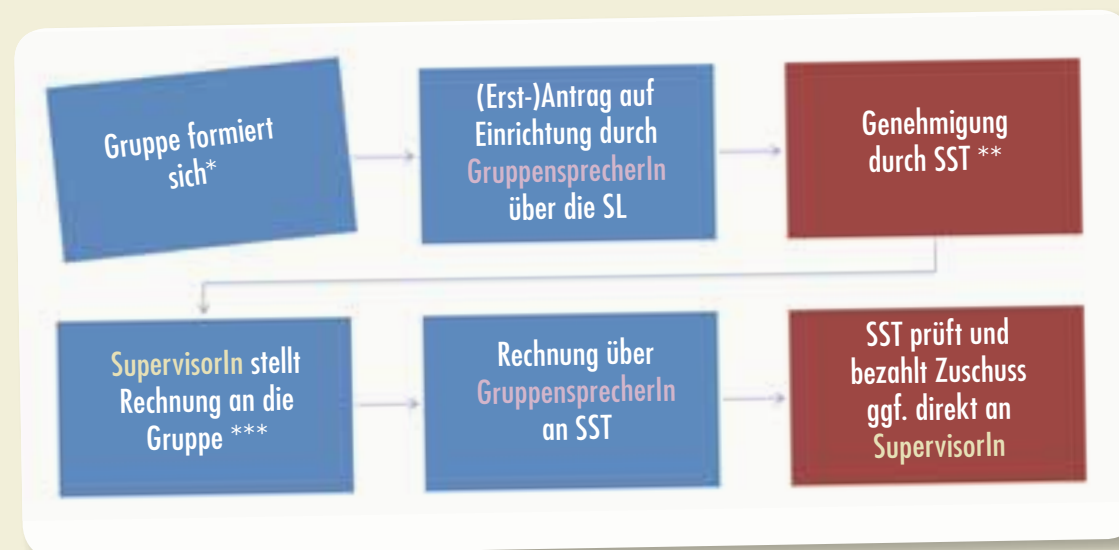 Gruppe formiert
sich*
(Erst-)Antrag auf
Einrichtung durch
GruppensprecherIn
über die SL
Genehmigung
durch SST **
SupervisorIn stellt
Rechnung an die
Gruppe ***
Rechnung über
GruppensprecherIn
an SST
SST prüft und
bezahlt Zuschuss
ggf. direkt an
SupervisorIn